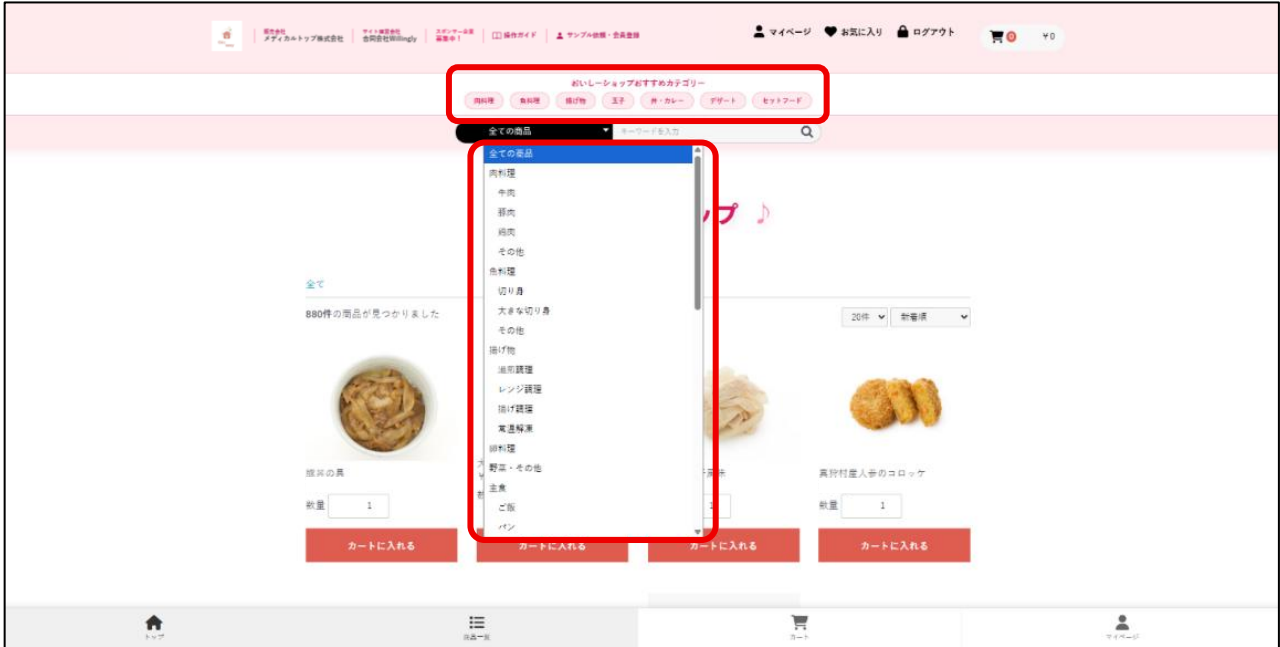 販売会社
メディカルトップ株式会社
サイト運営会社
合同会社Willingly
スポンサー企業
募集中！
操作ガイド
サンプル依頼・会員登録
マイページ
お気に入り
ログアウト
0
￥0
おいしーショップおすすめカテゴリー
肉料理
魚料理
揚げ物
玉子
丼・カレー
デザート
セットフード
全ての商品
キーワードを入力
全ての商品
肉料理
牛肉
豚肉
鶏肉
その他
魚料理
切り身
大きな切り身
その他
揚げ物
湯煎調理
レンジ調理
揚げ調理
常温解凍
卵料理
野菜・その他
主食
ご飯
パン
ップ ♪
全て
880件の商品が見つかりました
20件
新着順
真狩村産人参のコロッケ
数量
1
数量
1
カートに入れる
カートに入れる
カートに入れる
カートに入れる
トップ
商品一覧
カート
マイページ